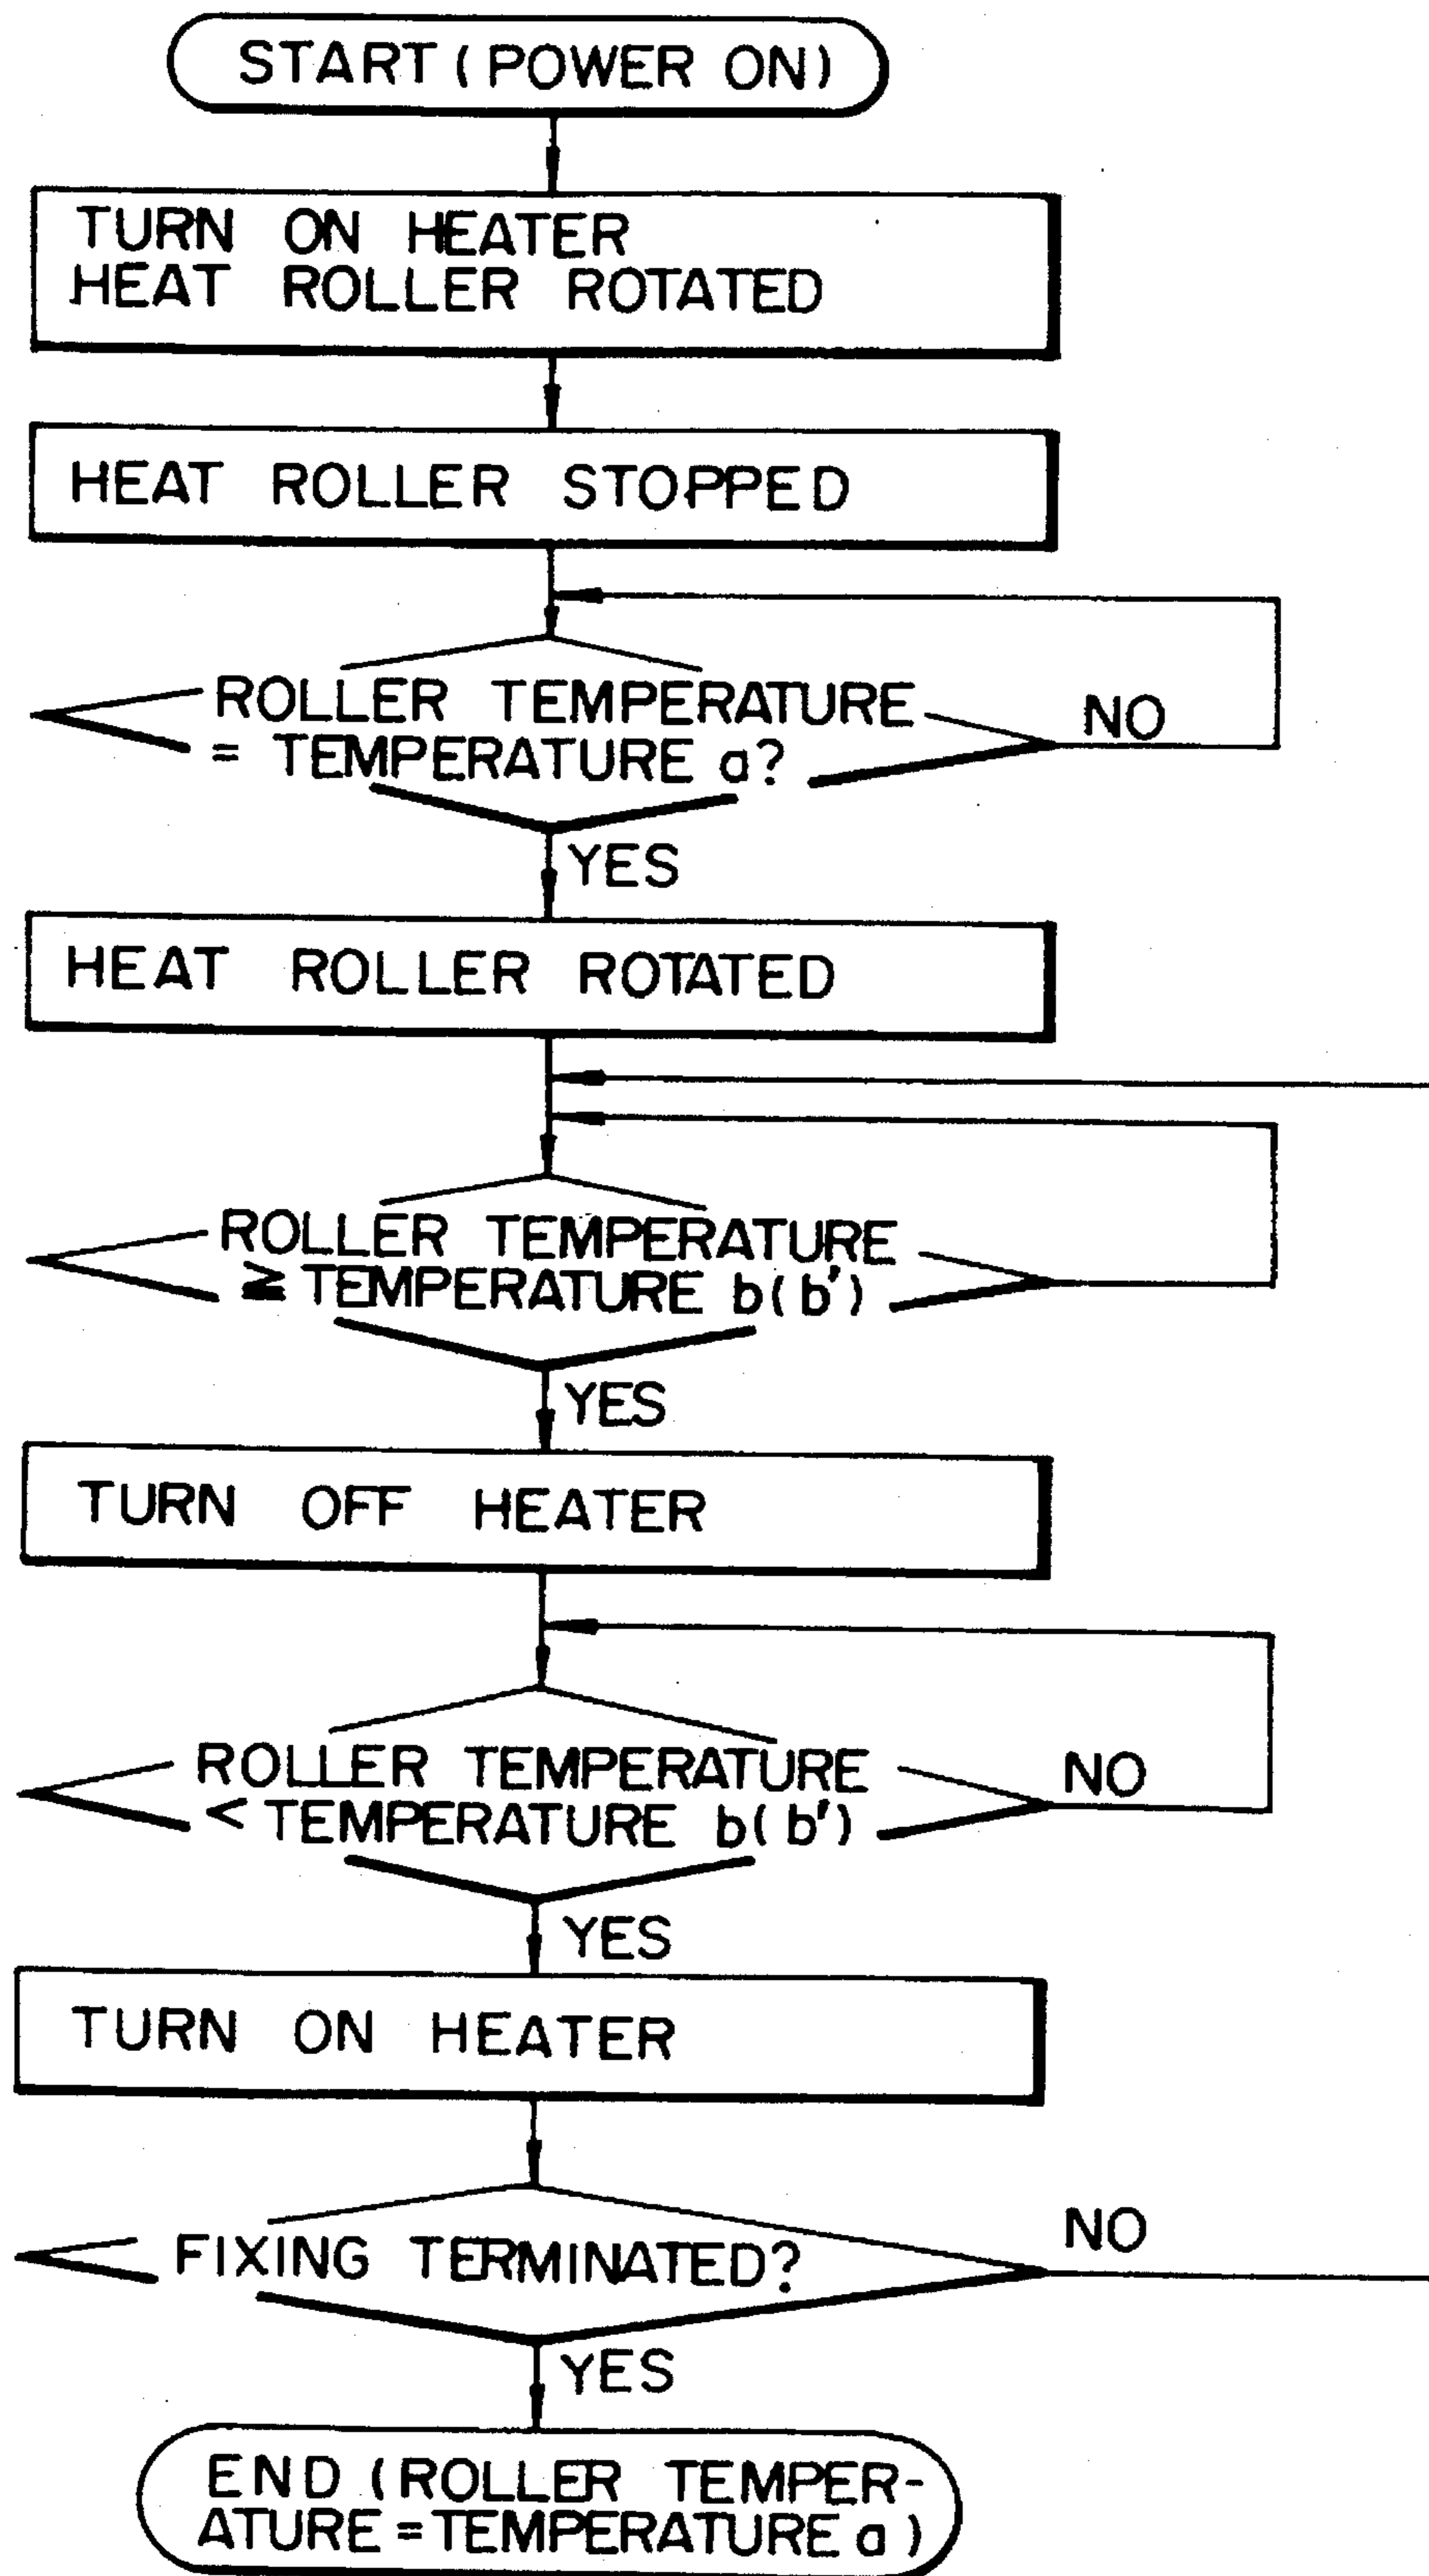 START (POWER ON)
TURN ON HEATER
HEAT ROLLER ROTATED
HEAT ROLLER STOPPED
ROLLER TEMPERATURE
= TEMPERATURE a?
NO
YES
HEAT ROLLER ROTATED
ROLLER TEMPERATURE
≧ TEMPERATURE b(b')
YES
TURN OFF HEATER
ROLLER TEMPERATURE
< TEMPERATURE b(b')
NO
YES
TURN ON HEATER
FIXING TERMINATED?
NO
YES
END (ROLLER TEMPER-
ATURE = TEMPERATURE a)